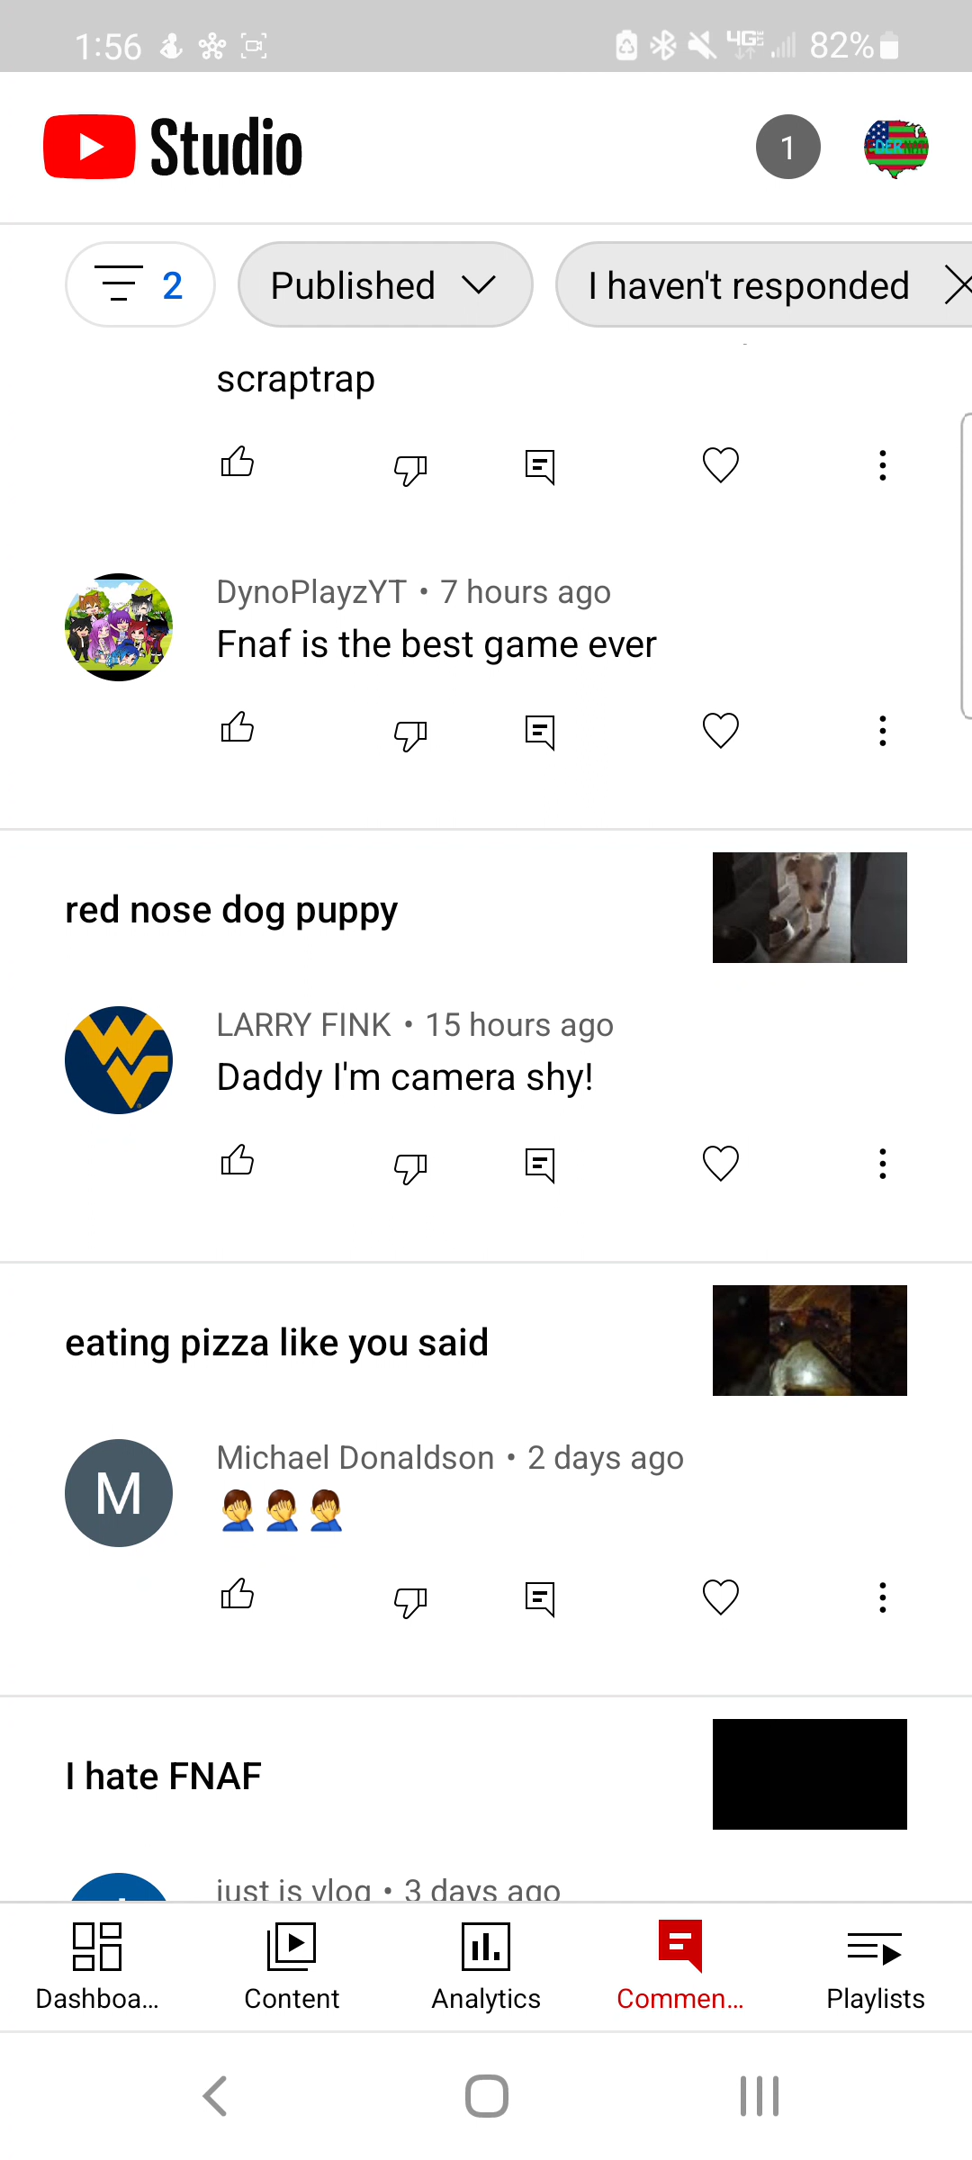 1:56 4GE 82%
Studio 1
2 Published I haven't responded
scraptrap
DynoPlayzYT • 7 hours ago
Fnaf is the best game ever
red nose dog puppy
LARRY FINK • 15 hours ago
Daddy I'm camera shy!
eating pizza like you said
M Michael Donaldson • 2 days ago
🤦‍♂️🤦‍♂️🤦‍♂️
I hate FNAF
just is vlog • 3 days ago
Dashboa... Content Analytics Commen... Playlists